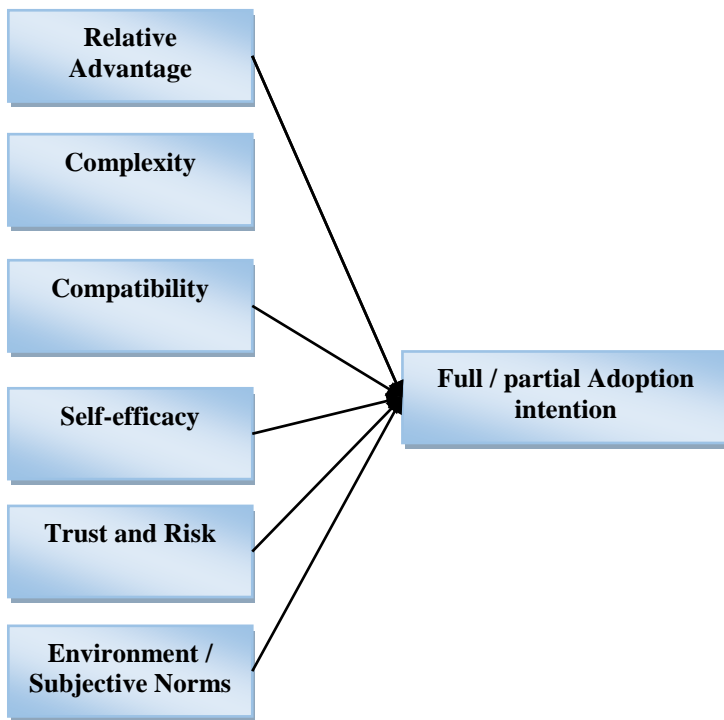 Relative
Advantage
Complexity
Compatibility
Self-efficacy
Trust and Risk
Environment /
Subjective Norms
Full / partial Adoption
intention